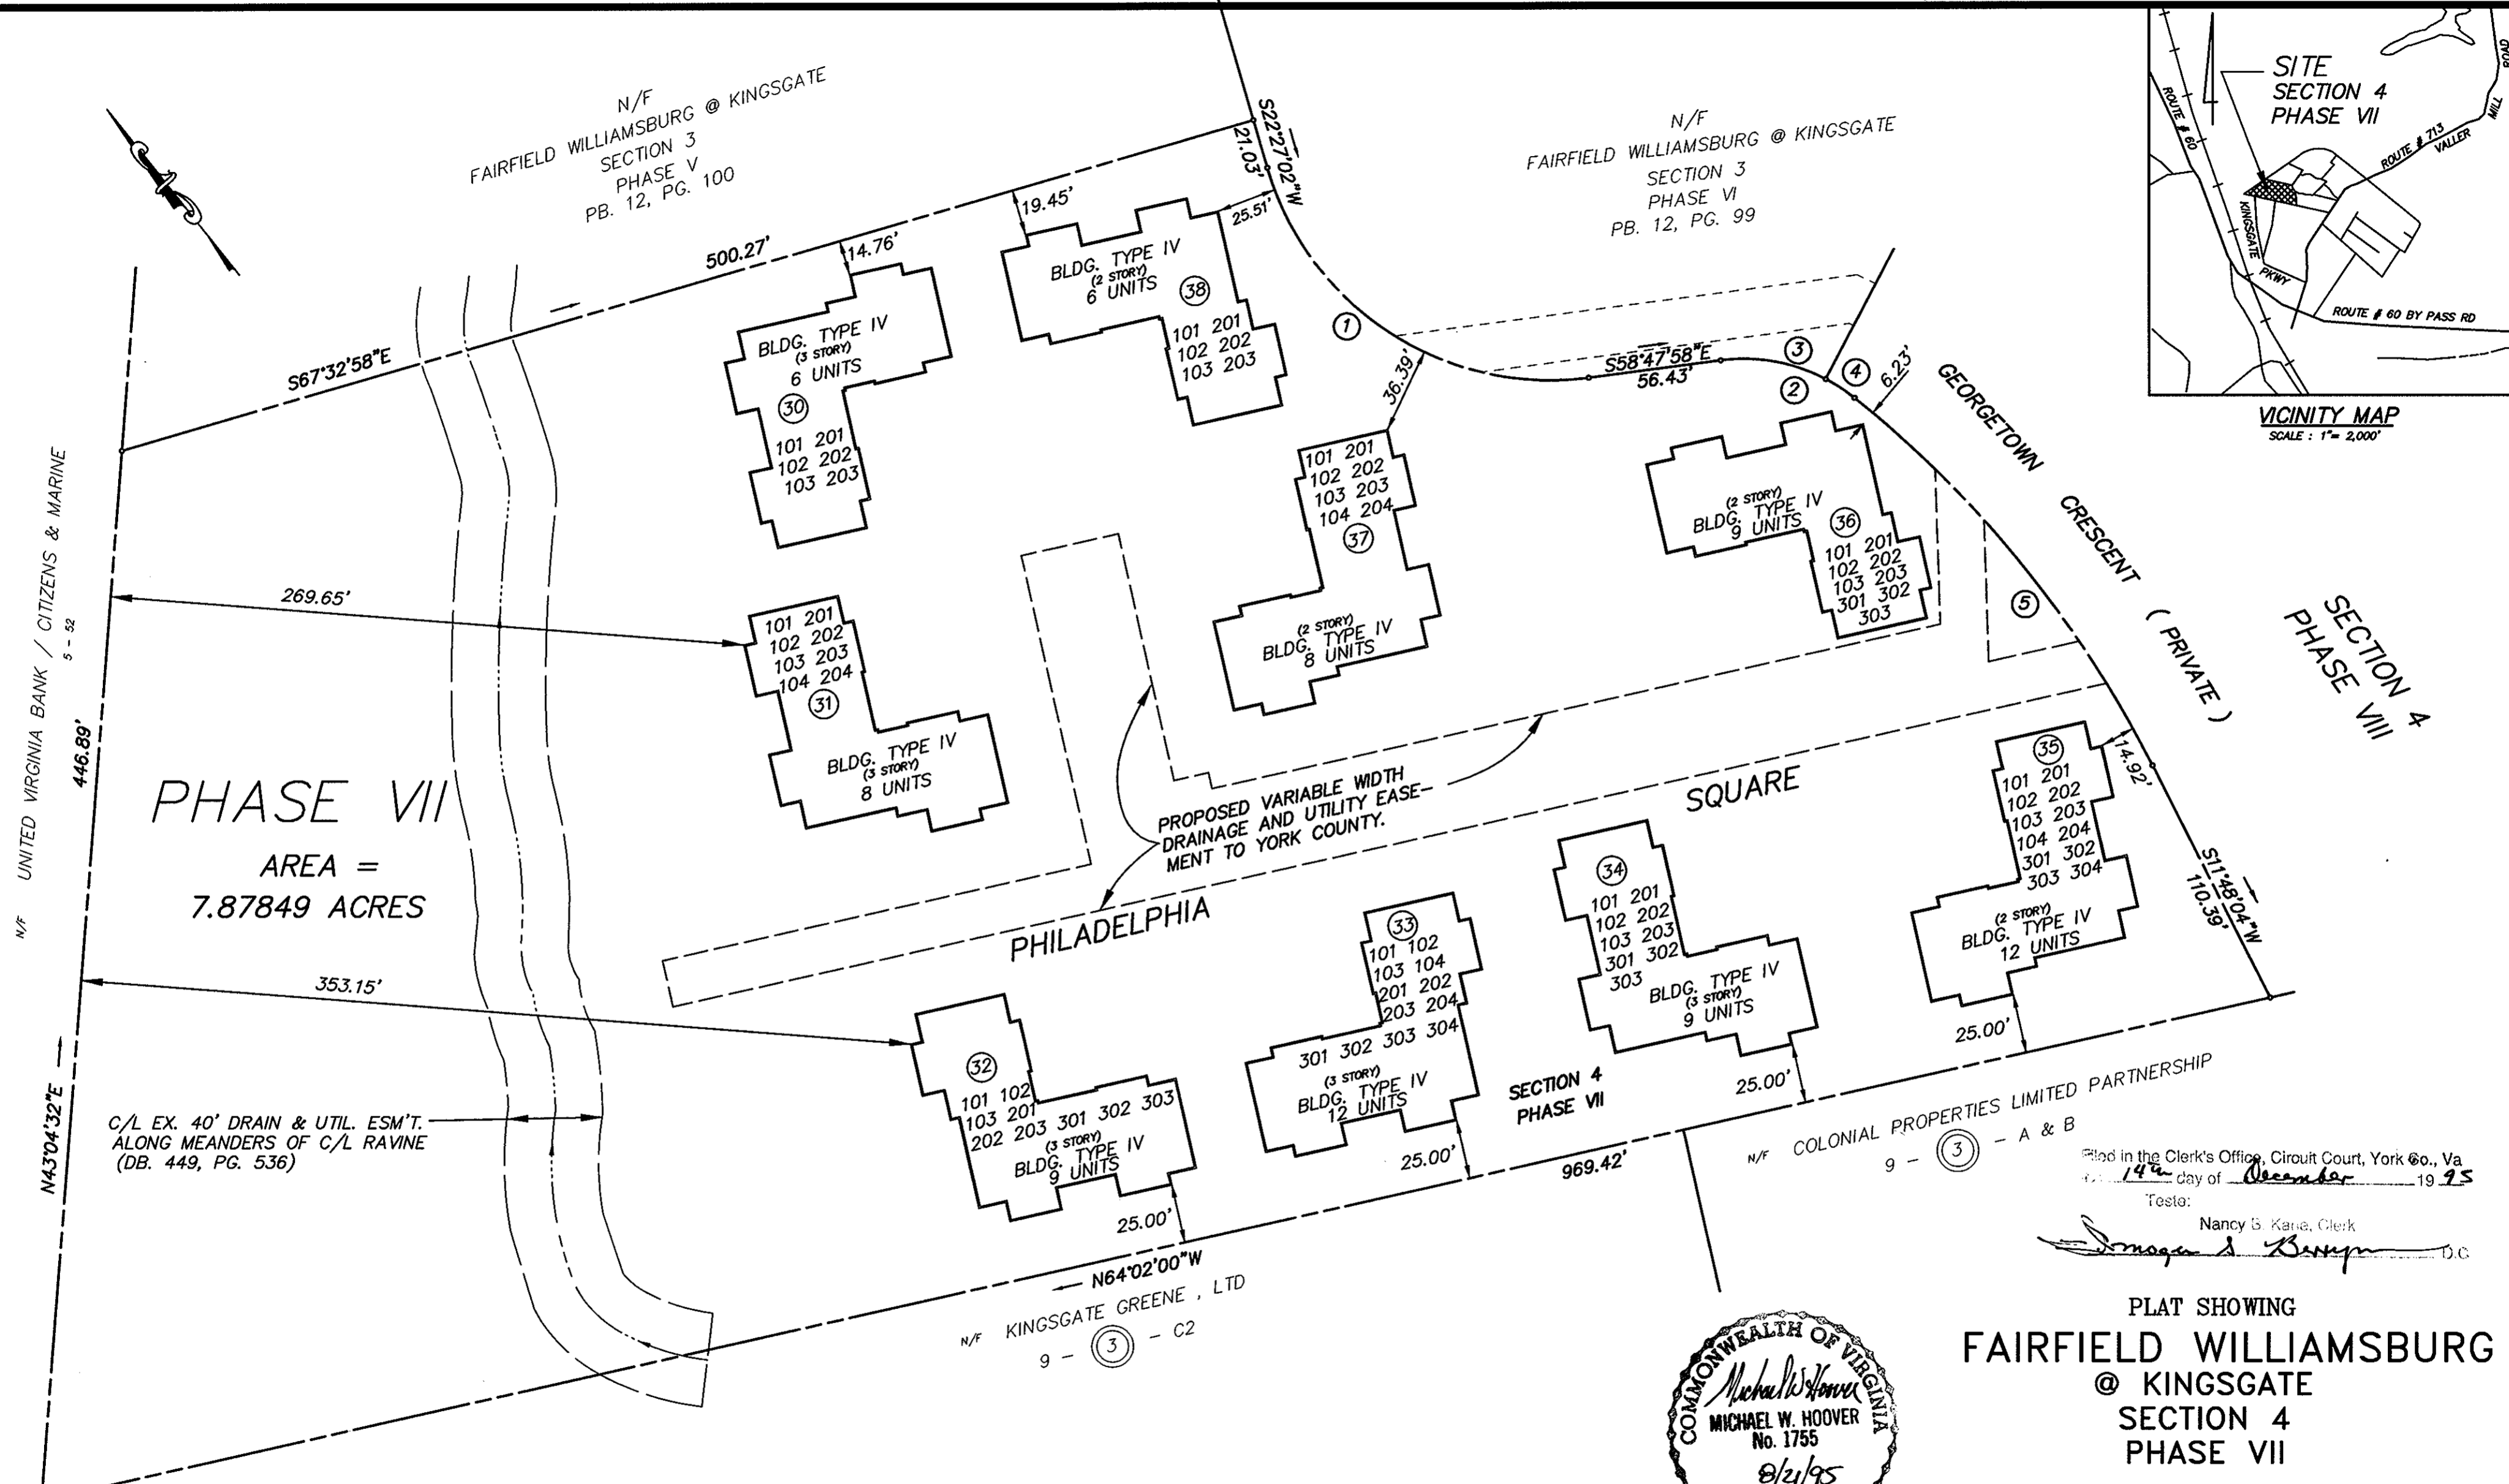 N/F
FAIRFIELD WILLIAMSBURG @ KINGSGATE
SECTION 3
PHASE V
PB. 12, PG. 100
N/F
FAIRFIELD WILLIAMSBURG @ KINGSGATE
SECTION 3
PHASE VI
PB. 12, PG. 99
SITE
SECTION 4
PHASE VII
ROUTE # 60
ROUTE # 713
VALLER
MILL
ROAD
KINGSGATE
PKWY
ROUTE # 60 BY PASS RD
VICINITY MAP
SCALE : 1"= 2,000'
S22°27'02"W
21.03'
25.51'
19.45'
14.76'
500.27'
S67°32'58"E
BLDG. TYPE IV
(2 STORY)
6 UNITS
38
101 201
102 202
103 203
BLDG. TYPE IV
(3 STORY)
6 UNITS
30
101 201
102 202
103 203
1
36.39'
S58°47'58"E
56.43'
3
2
4
6.23'
GEORGETOWN CRESCENT ( PRIVATE )
101 201
102 202
103 203
104 204
37
(2 STORY)
BLDG. TYPE IV
8 UNITS
(2 STORY)
BLDG. TYPE IV
9 UNITS
36
101 201
102 202
103 203
301 302
303
5
SECTION 4
PHASE VIII
N/F UNITED VIRGINIA BANK / CITIZENS & MARINE
5 - 52
446.89'
N43°04'32"E
269.65'
101 201
102 202
103 203
104 204
31
BLDG. TYPE IV
(3 STORY)
8 UNITS
PHASE VII
AREA =
7.87849 ACRES
PROPOSED VARIABLE WIDTH
DRAINAGE AND UTILITY EASE-
MENT TO YORK COUNTY.
PHILADELPHIA SQUARE
35
101 201
102 202
103 203
104 204
301 302
303 304
(2 STORY)
BLDG. TYPE IV
12 UNITS
14.92'
S11°48'04"W
110.39'
25.00'
34
101 201
102 202
103 203
301 302
303
BLDG. TYPE IV
(3 STORY)
9 UNITS
25.00'
33
101 102
103 104
201 202
203 204
301 302 303 304
(3 STORY)
BLDG. TYPE IV
12 UNITS
25.00'
353.15'
32
101 102
103 201
202 203 301 302 303
(3 STORY)
BLDG. TYPE IV
9 UNITS
25.00'
C/L EX. 40' DRAIN & UTIL. ESM'T.
ALONG MEANDERS OF C/L RAVINE
(DB. 449, PG. 536)
SECTION 4
PHASE VII
969.42'
N64°02'00"W
N/F KINGSGATE GREENE , LTD
9 - 3 - C2
N/F COLONIAL PROPERTIES LIMITED PARTNERSHIP
9 - 3 - A & B
Filed in the Clerk's Office, Circuit Court, York Co., Va
14th day of December 1995
Teste:
Nancy B. Kane, Clerk
D.C
COMMONWEALTH OF VIRGINIA
Michael W Hoover
MICHAEL W. HOOVER
No. 1755
8/21/95
PLAT SHOWING
FAIRFIELD WILLIAMSBURG
@ KINGSGATE
SECTION 4
PHASE VII